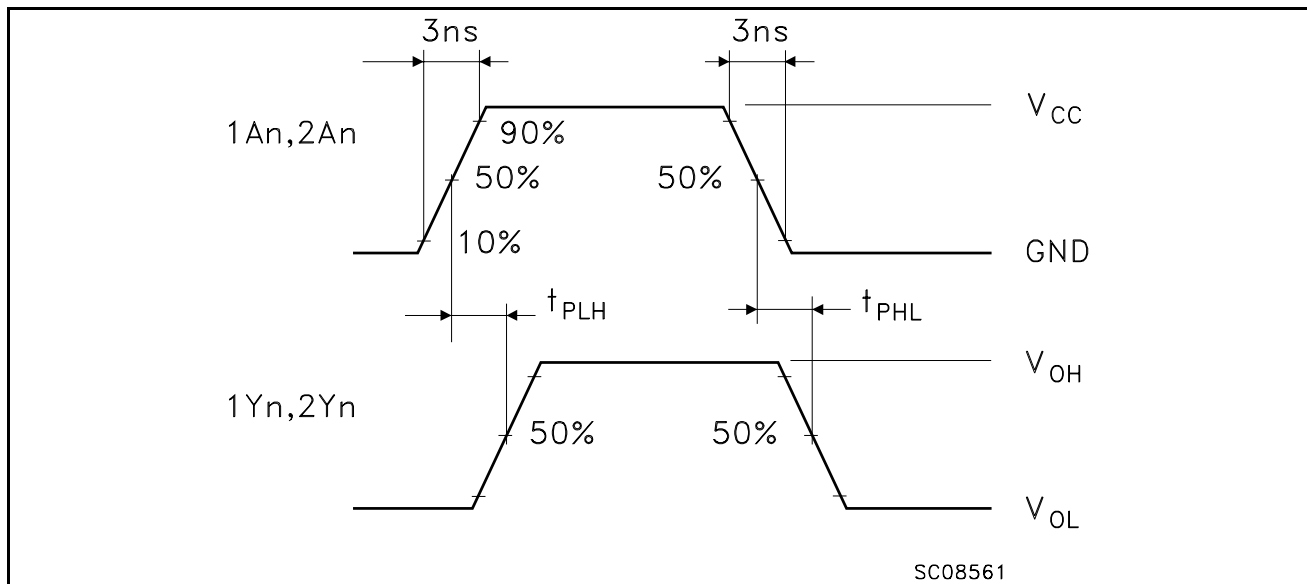 3ns 3ns
1An,2An 90% V_CC
50% 50%
10% GND
t_PLH t_PHL
V_OH
1Yn,2Yn 50% 50%
V_OL
SC08561